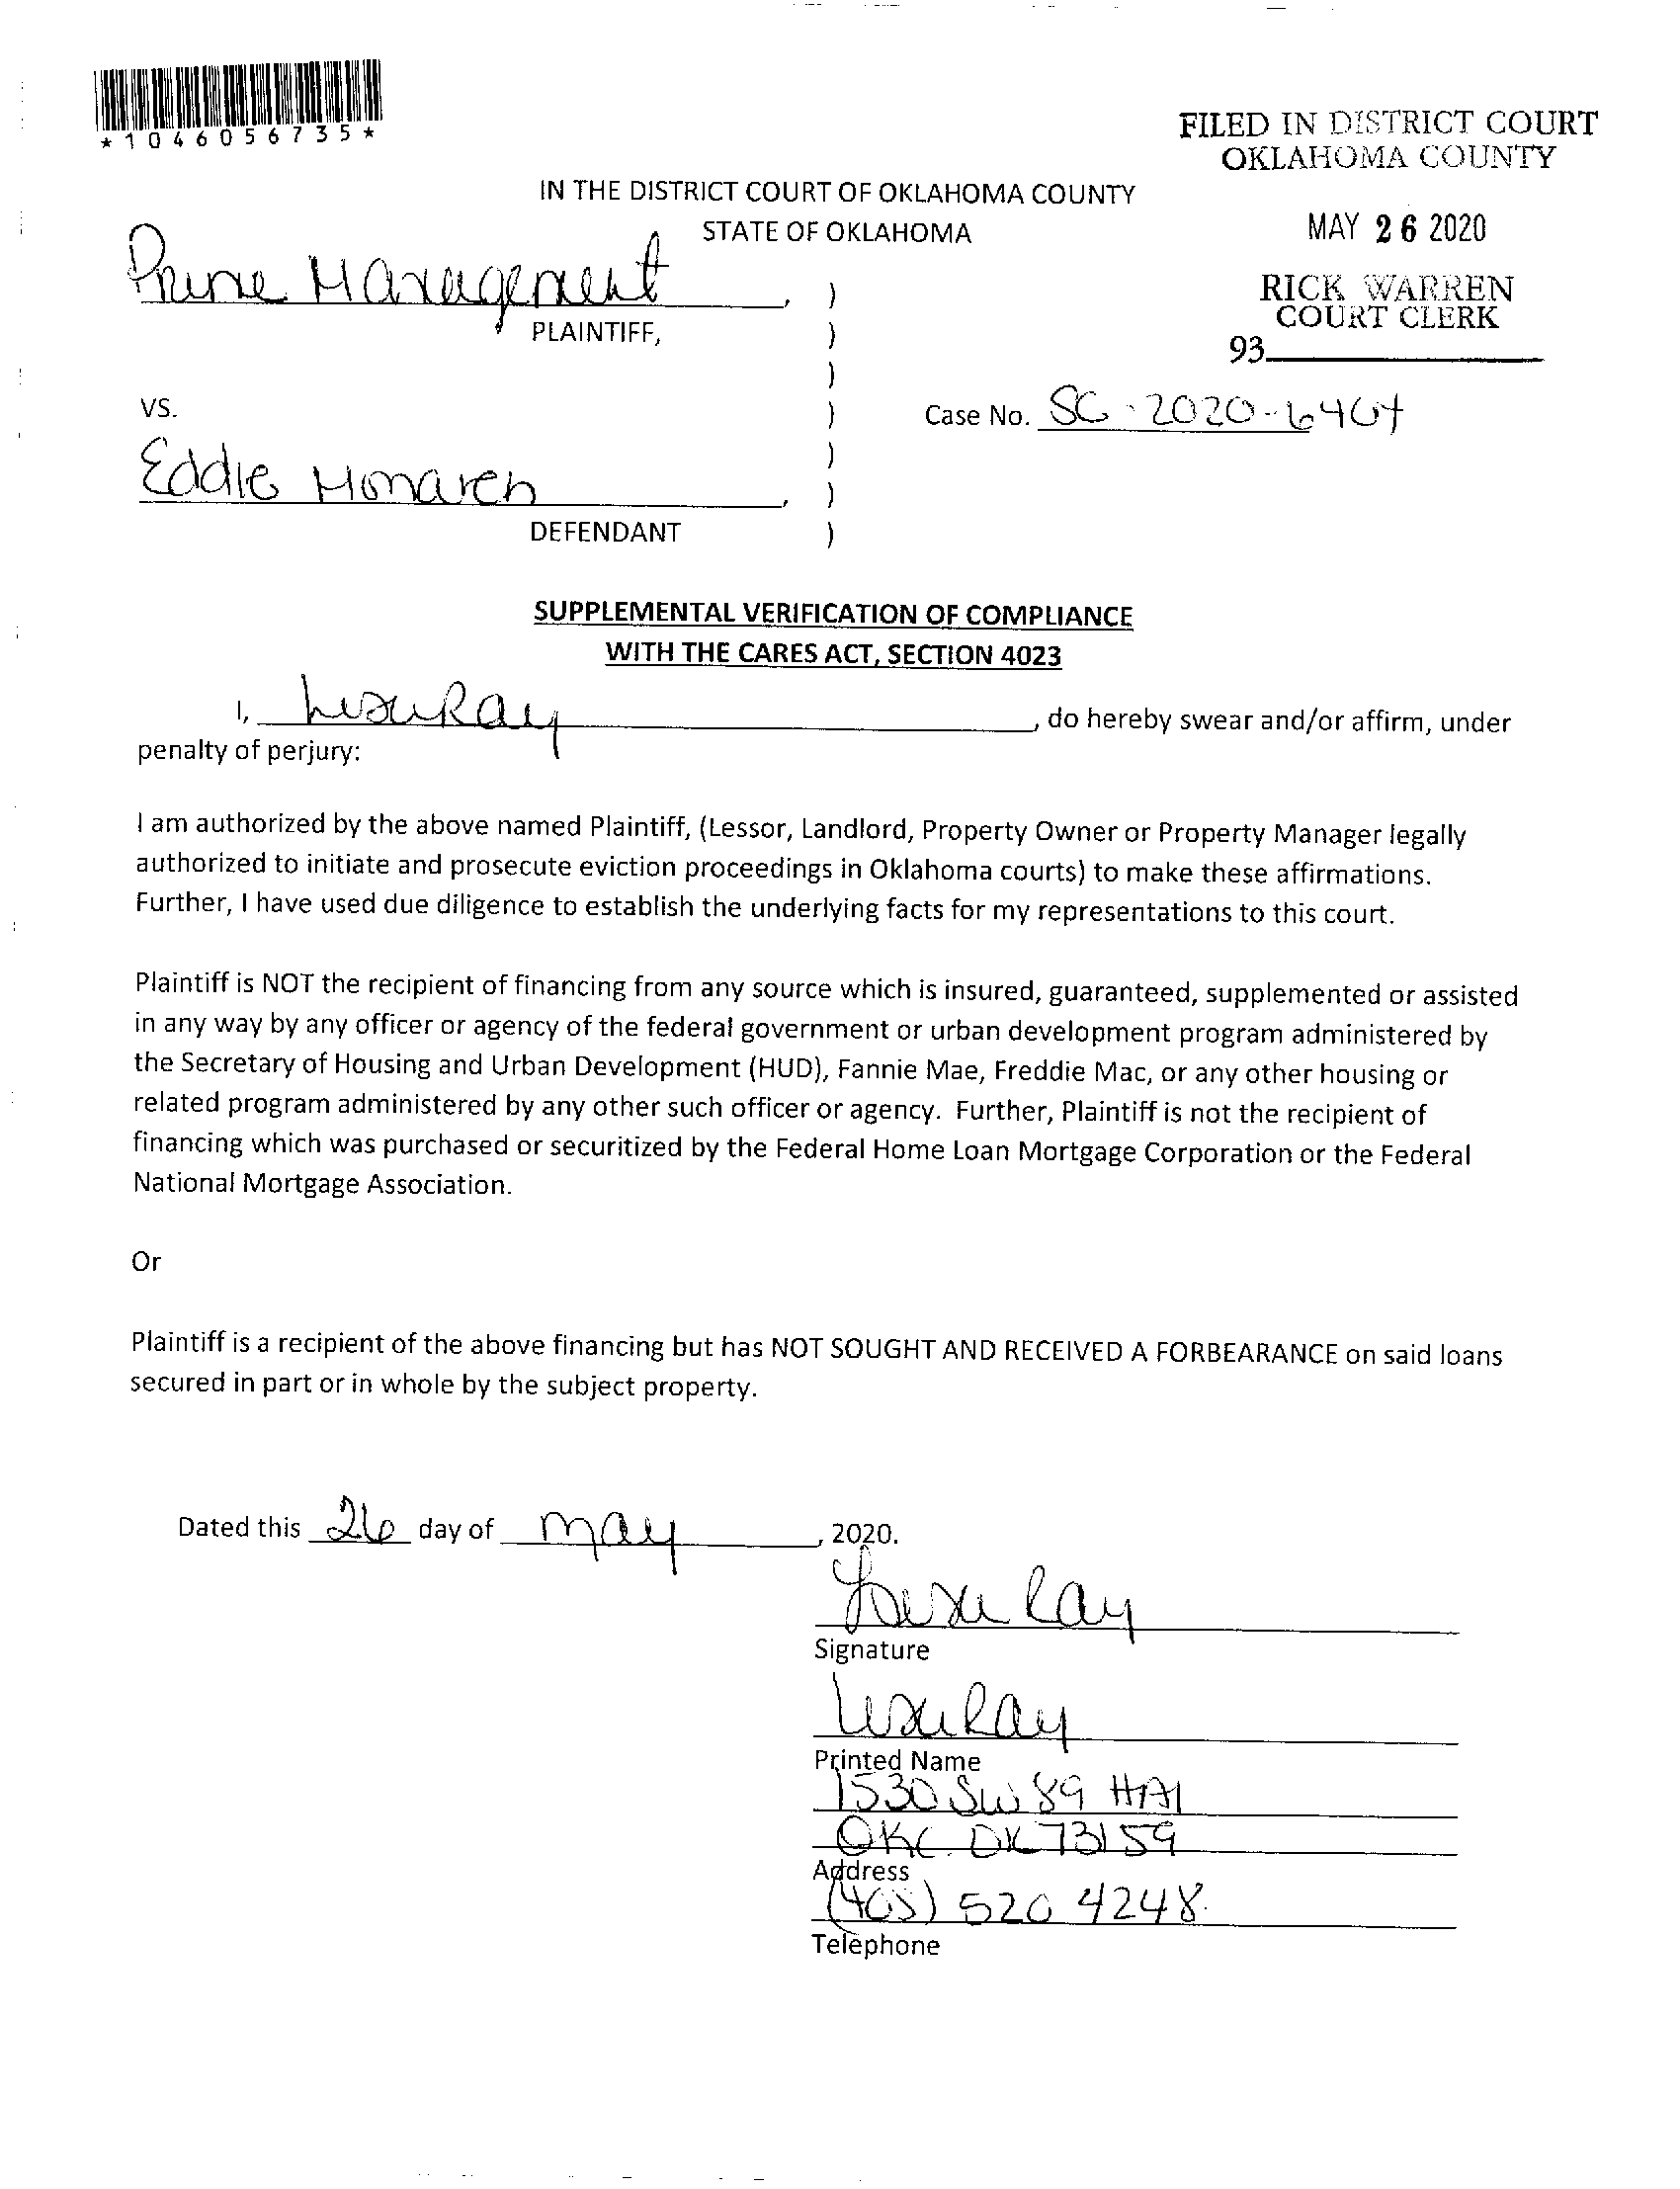 *1046056735*
FILED IN DISTRICT COURT
OKLAHOMA COUNTY
IN THE DISTRICT COURT OF OKLAHOMA COUNTY
STATE OF OKLAHOMA
MAY 26 2020
RICK WARREN
COURT CLERK
93
Prime Management,
PLAINTIFF,
VS.
Case No. SC-2020-6464
Eddie Monarch,
DEFENDANT
)
)
)
)
)
)
)
SUPPLEMENTAL VERIFICATION OF COMPLIANCE
WITH THE CARES ACT, SECTION 4023
I, Lisa Ray, do hereby swear and/or affirm, under
penalty of perjury:
I am authorized by the above named Plaintiff, (Lessor, Landlord, Property Owner or Property Manager legally
authorized to initiate and prosecute eviction proceedings in Oklahoma courts) to make these affirmations.
Further, I have used due diligence to establish the underlying facts for my representations to this court.
Plaintiff is NOT the recipient of financing from any source which is insured, guaranteed, supplemented or assisted
in any way by any officer or agency of the federal government or urban development program administered by
the Secretary of Housing and Urban Development (HUD), Fannie Mae, Freddie Mac, or any other housing or
related program administered by any other such officer or agency. Further, Plaintiff is not the recipient of
financing which was purchased or securitized by the Federal Home Loan Mortgage Corporation or the Federal
National Mortgage Association.
Or
Plaintiff is a recipient of the above financing but has NOT SOUGHT AND RECEIVED A FORBEARANCE on said loans
secured in part or in whole by the subject property.
Dated this 26 day of May, 2020.
Lisa Ray
Signature
Lisa Ray
Printed Name
1530 SW 89 #A1
OKC OK 73159
Address
(405) 520 4248
Telephone